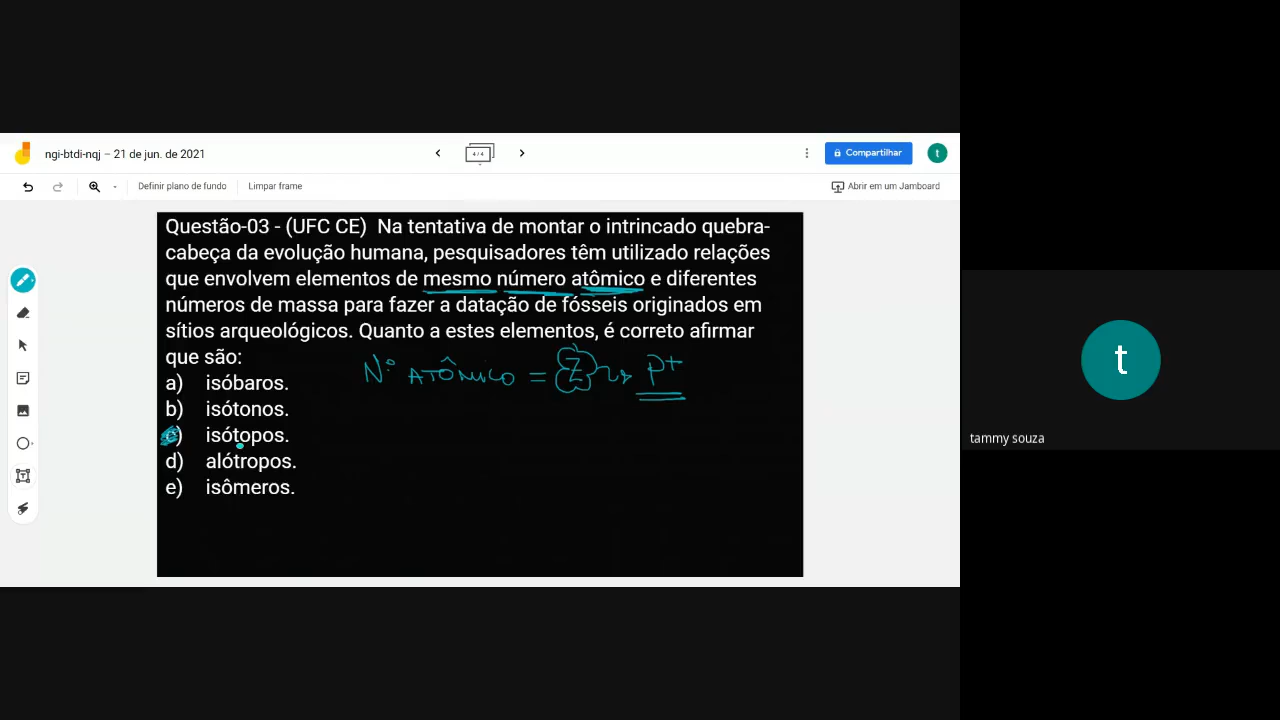 ngi-btdi-nqj – 21 de jun. de 2021
4 / 4
Compartilhar
t
Definir plano de fundo
Limpar frame
Abrir em um Jamboard
Questão-03 - (UFC CE) Na tentativa de montar o intrincado quebra-
cabeça da evolução humana, pesquisadores têm utilizado relações
que envolvem elementos de mesmo número atômico e diferentes
números de massa para fazer a datação de fósseis originados em
sítios arqueológicos. Quanto a estes elementos, é correto afirmar
que são:
Nº ATÔMICO = Z P+
a) isóbaros.
b) isótonos.
c) isótopos.
d) alótropos.
e) isômeros.
t
tammy souza